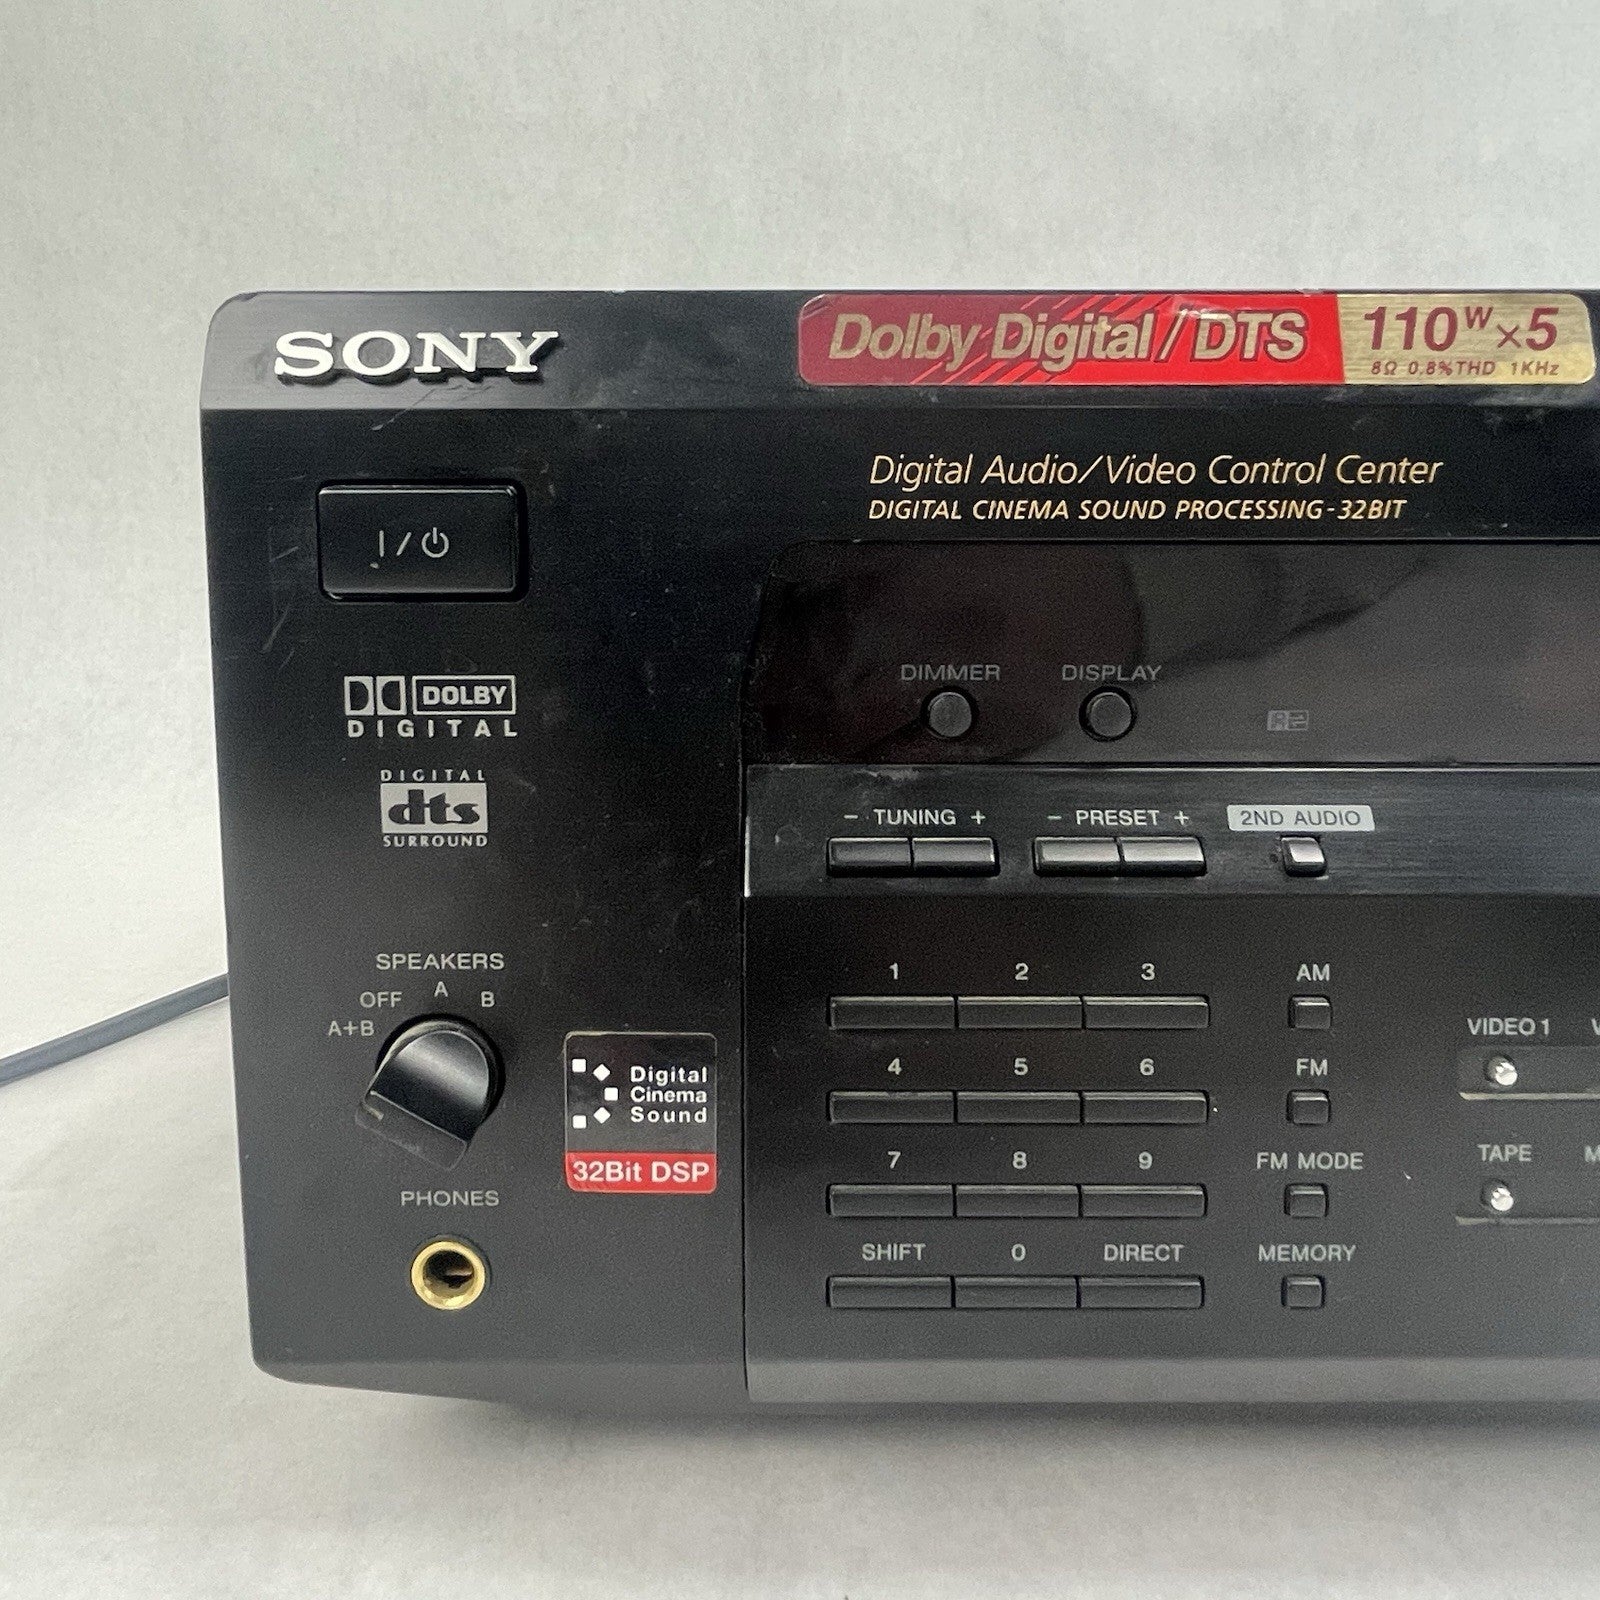 SONY
Dolby Digital/DTS
110W×5
8Ω 0.8%THD 1KHz
Digital Audio/Video Control Center
DIGITAL CINEMA SOUND PROCESSING-32BIT
I/⏻
DOLBY
DIGITAL
DIGITAL
dts
SURROUND
DIMMER DISPLAY
- TUNING + - PRESET + 2ND AUDIO
SPEAKERS
OFF A B
A+B
Digital
Cinema
Sound
32Bit DSP
PHONES
1 2 3 AM
4 5 6 FM
7 8 9 FM MODE
SHIFT 0 DIRECT MEMORY
VIDEO 1
TAPE